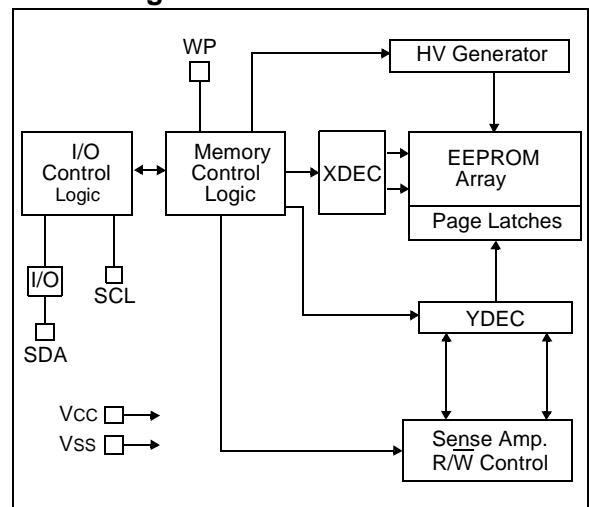 WP
HV Generator
I/O
Control
Logic
Memory
Control
Logic
XDEC
EEPROM
Array
Page Latches
I/O
SCL
SDA
YDEC
VCC
VSS
Sense Amp.
R/W̅ Control